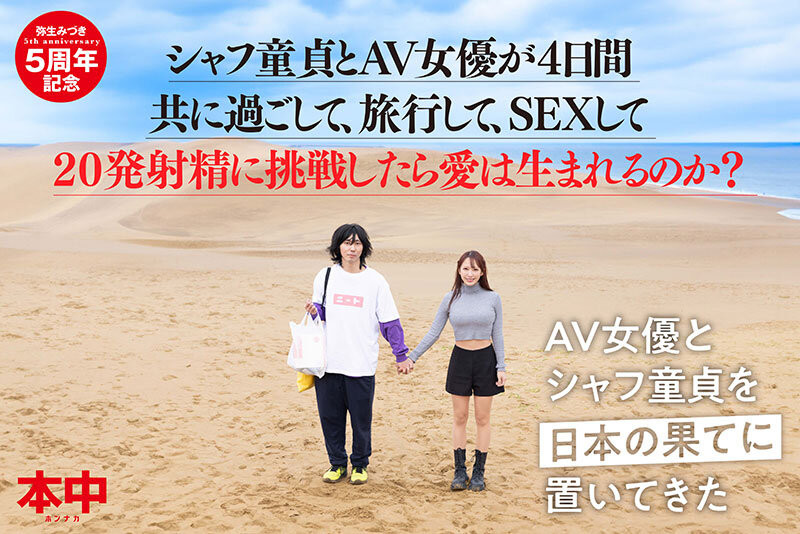 弥生みづき
5th anniversary
5周年
記念
シャフ童貞とAV女優が4日間
共に過ごして、旅行して、SEXして
20発射精に挑戦したら愛は生まれるのか?
ニート
AV女優と
シャフ童貞を
日本の果てに
置いてきた
本中
ホンナカ